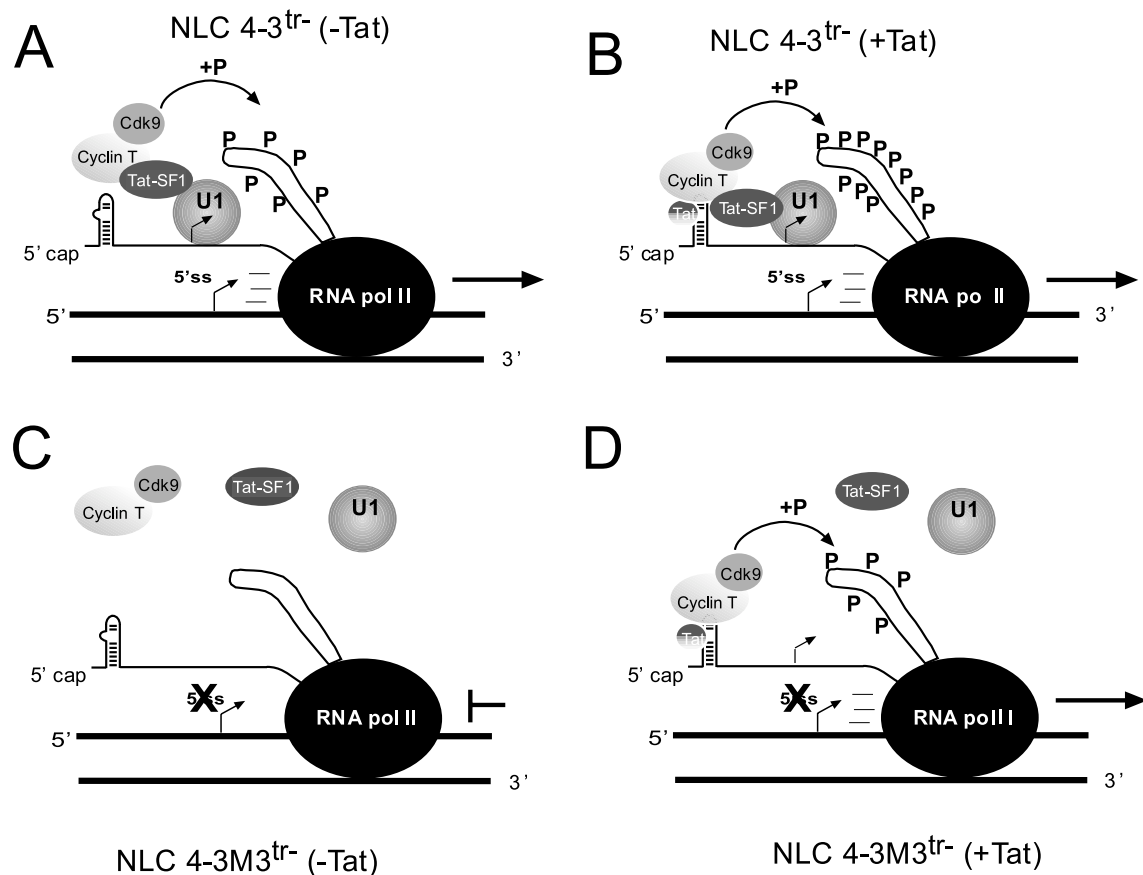 A
NLC 4-3tr- (-Tat)
+P
Cdk9
Cyclin T
Tat-SF1
U1
P
P
P
P
P
P
5' cap
5'ss
RNA pol II
5'
3'
B
NLC 4-3tr- (+Tat)
+P
Cdk9
Cyclin T
Tat
Tat-SF1
U1
P
P
P
P
P
P
P
P
P
P
P
P
5' cap
5'ss
RNA po II
5'
3'
C
Cdk9
Cyclin T
Tat-SF1
U1
5' cap
5'ss
X
RNA pol II
5'
3'
NLC 4-3M3tr- (-Tat)
D
Tat-SF1
U1
+P
Cdk9
Cyclin T
Tat
P
P
P
P
P
5' cap
5'ss
X
RNA polII I
5'
3'
NLC 4-3M3tr- (+Tat)